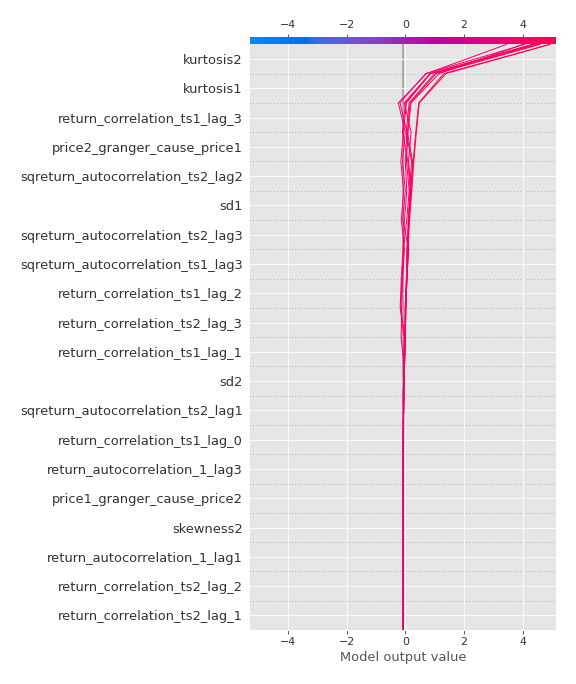 −4 −2 0 2 4
kurtosis2
kurtosis1
return_correlation_ts1_lag_3
price2_granger_cause_price1
sqreturn_autocorrelation_ts2_lag2
sd1
sqreturn_autocorrelation_ts2_lag3
sqreturn_autocorrelation_ts1_lag3
return_correlation_ts1_lag_2
return_correlation_ts2_lag_3
return_correlation_ts1_lag_1
sd2
sqreturn_autocorrelation_ts2_lag1
return_correlation_ts1_lag_0
return_autocorrelation_1_lag3
price1_granger_cause_price2
skewness2
return_autocorrelation_1_lag1
return_correlation_ts2_lag_2
return_correlation_ts2_lag_1
−4 −2 0 2 4
Model output value